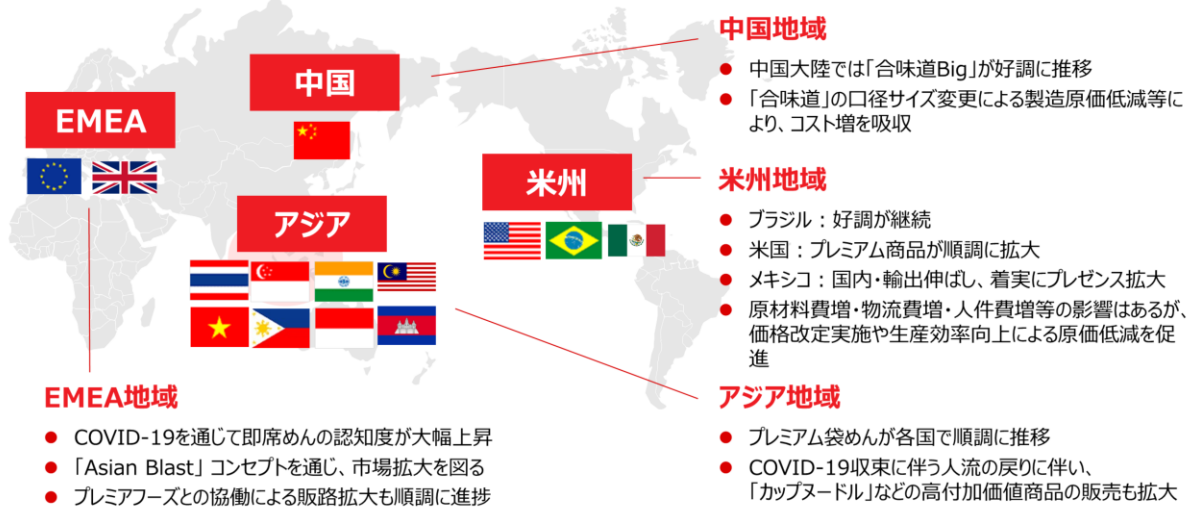 中国
EMEA
米州
アジア
中国地域
● 中国大陸では「合味道Big」が好調に推移
● 「合味道」の口径サイズ変更による製造原価低減等に
より、コスト増を吸収
米州地域
● ブラジル：好調が継続
● 米国：プレミアム商品が順調に拡大
● メキシコ：国内・輸出伸ばし、着実にプレゼンス拡大
● 原材料費増・物流費増・人件費増等の影響はあるが、
価格改定実施や生産効率向上による原価低減を促
進
EMEA地域
● COVID-19を通じて即席めんの認知度が大幅上昇
● 「Asian Blast」 コンセプトを通じ、市場拡大を図る
● プレミアフーズとの協働による販路拡大も順調に進捗
アジア地域
● プレミアム袋めんが各国で順調に推移
● COVID-19収束に伴う人流の戻りに伴い、
「カップヌードル」などの高付加価値商品の販売も拡大